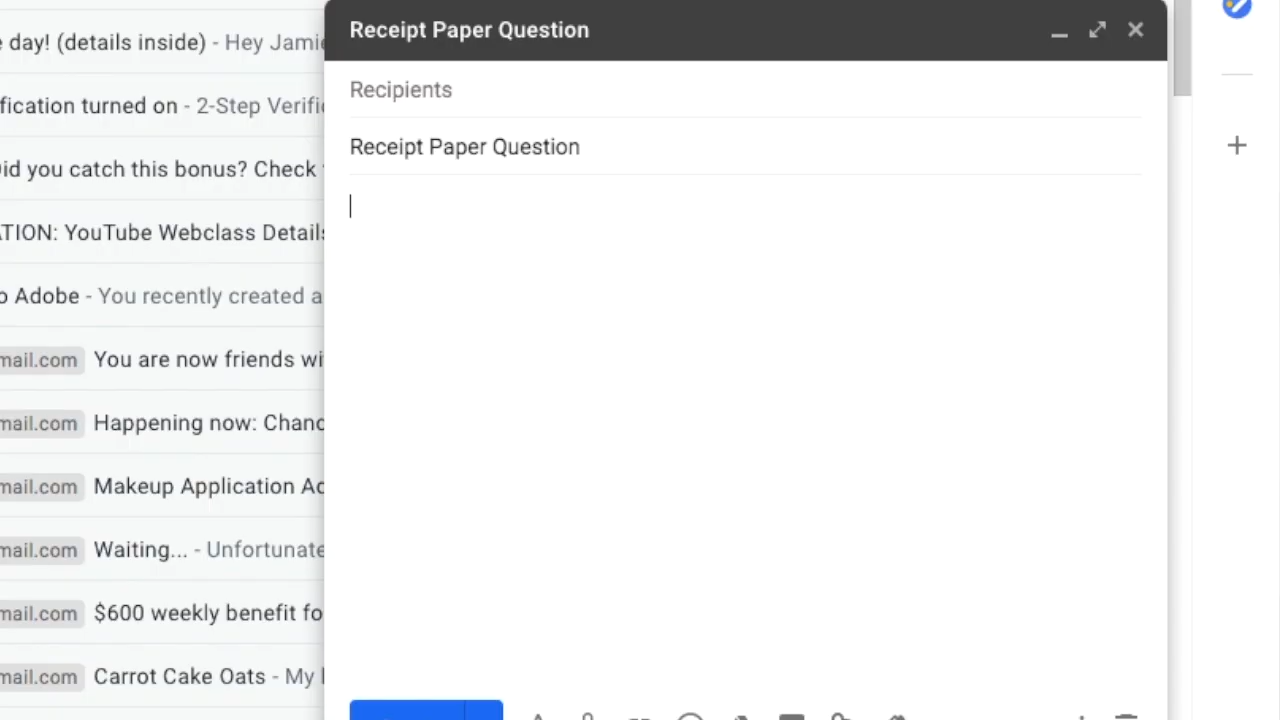 Receipt Paper Question
Recipients
Receipt Paper Question
day! (details inside) - Hey Jamie
fication turned on - 2-Step Verifi
Did you catch this bonus? Check
ATION: YouTube Webclass Details
o Adobe - You recently created a
mail.com You are now friends wi
mail.com Happening now: Chanc
mail.com Makeup Application Ac
mail.com Waiting... - Unfortunate
mail.com $600 weekly benefit fo
mail.com Carrot Cake Oats - My